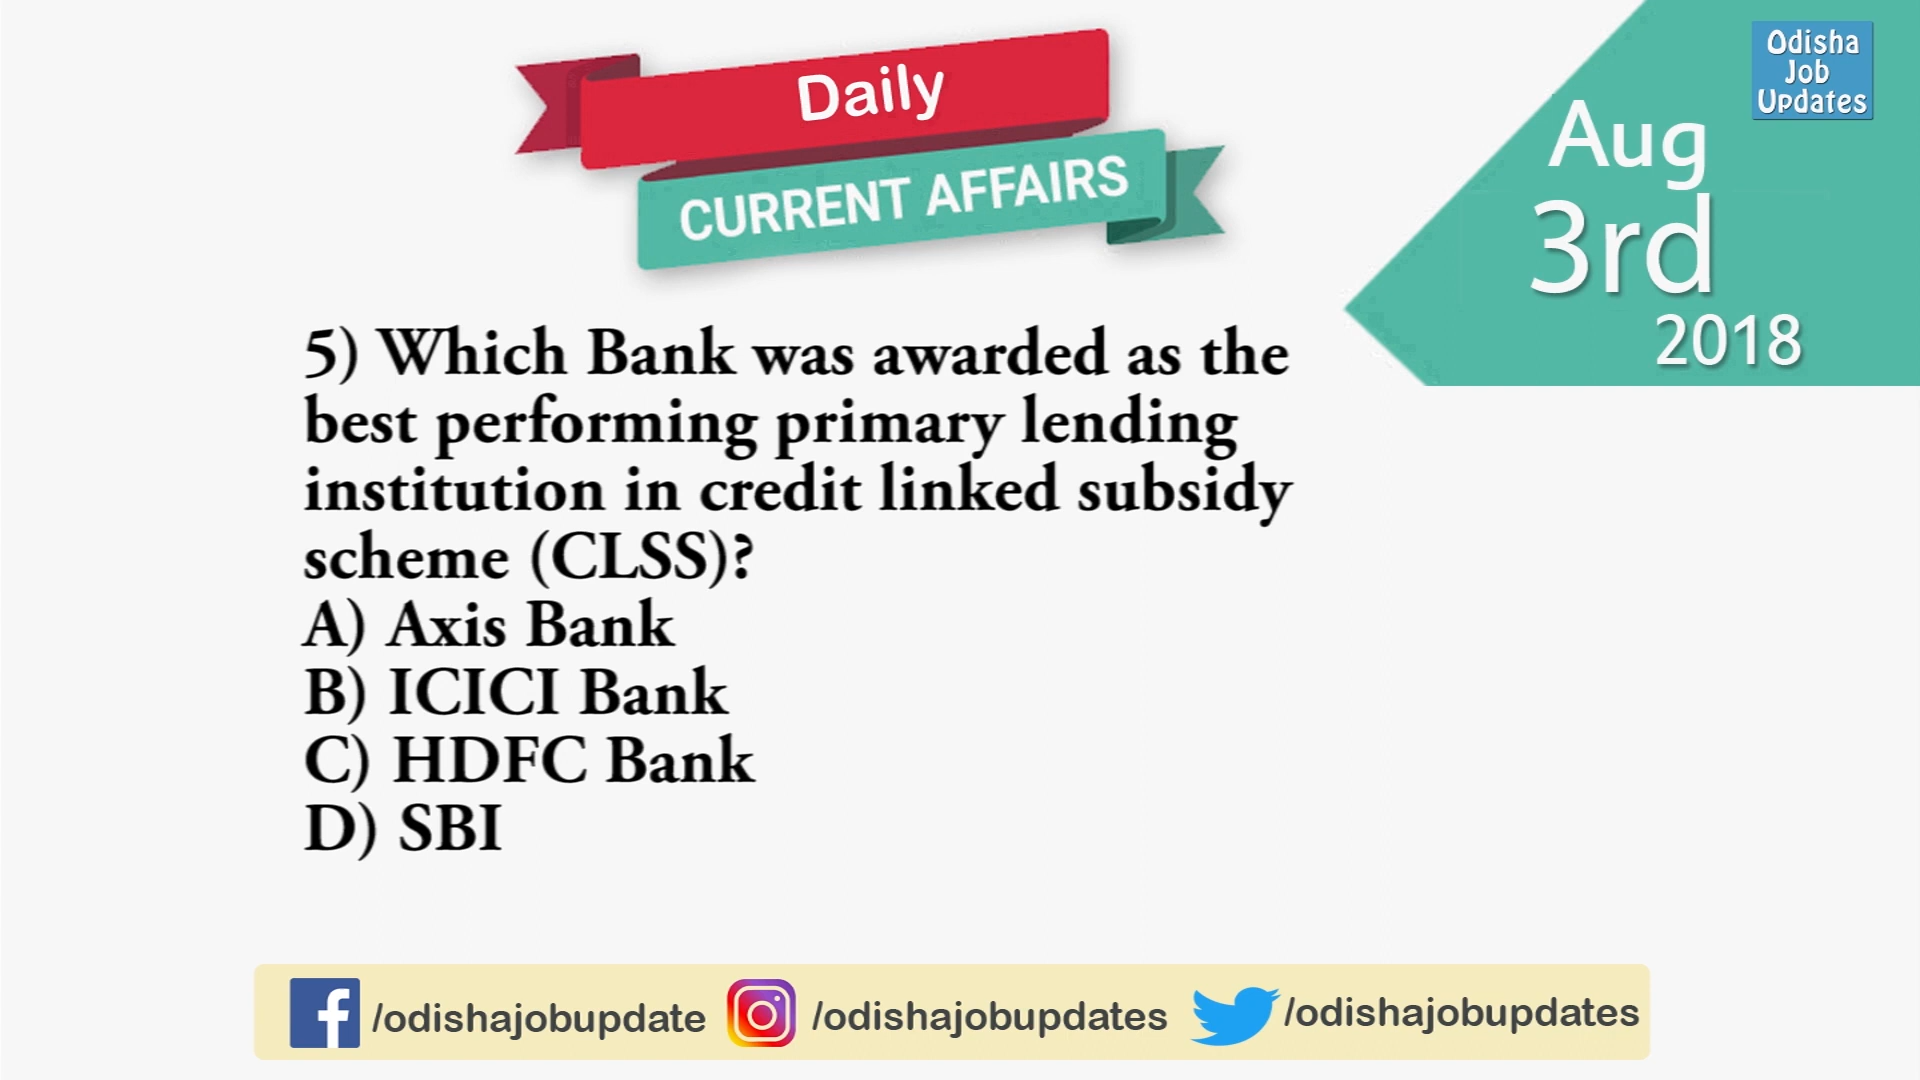 Daily
CURRENT AFFAIRS
Odisha
Job
Updates
Aug
3rd
2018
5) Which Bank was awarded as the
best performing primary lending
institution in credit linked subsidy
scheme (CLSS)?
A) Axis Bank
B) ICICI Bank
C) HDFC Bank
D) SBI
/odishajobupdate
/odishajobupdates
/odishajobupdates